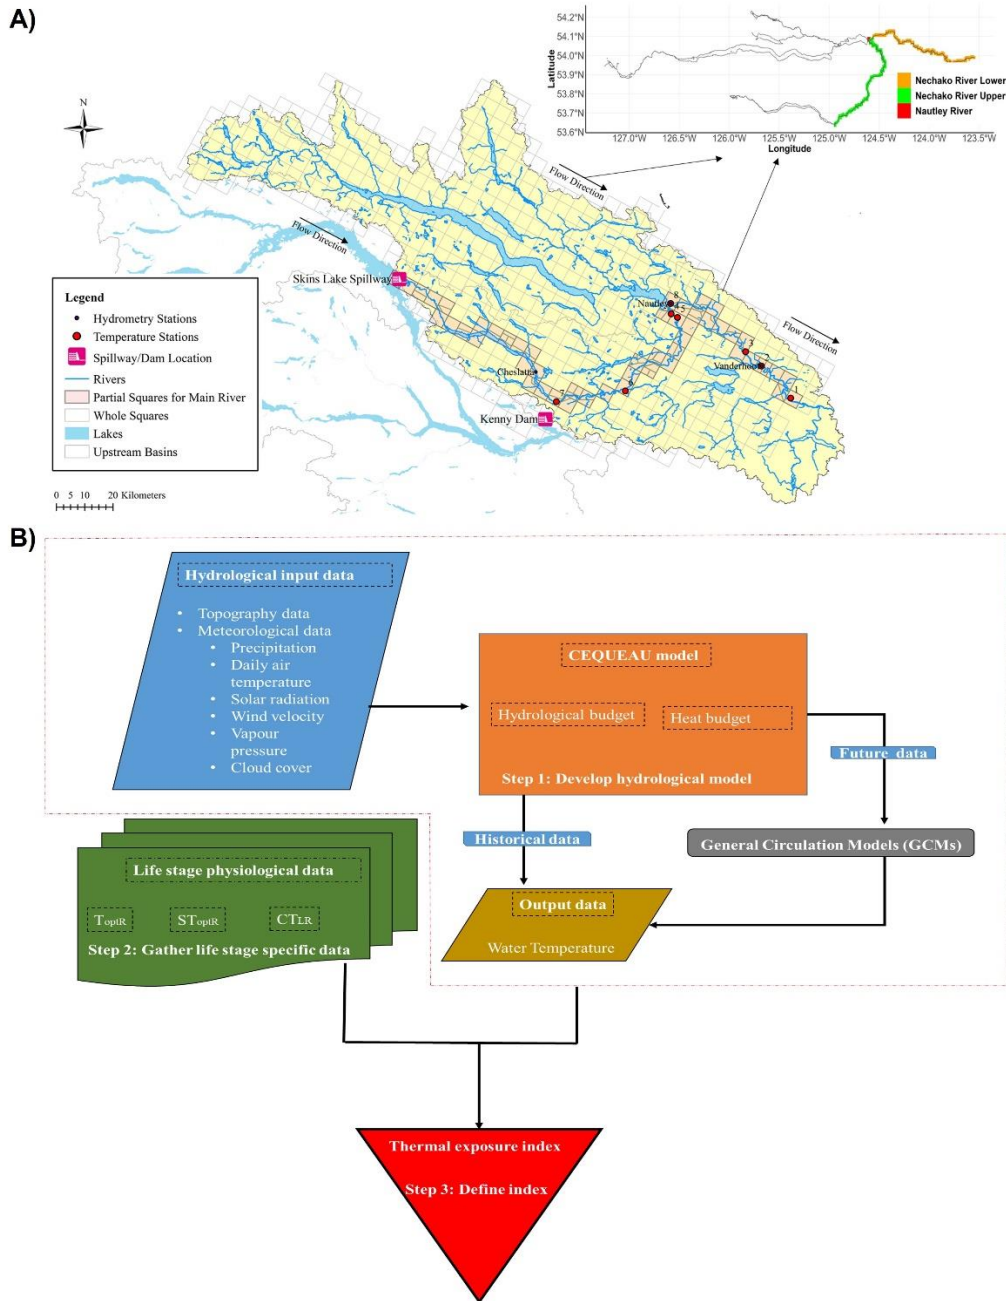 A)
54.2°N
54.1°N
54.0°N
53.9°N
53.8°N
53.7°N
53.6°N
Latitude
127.0°W 126.5°W 126.0°W 125.5°W 125.0°W 124.5°W 124.0°W 123.5°W
Longitude
Nechako River Lower
Nechako River Upper
Nautley River
N
Flow Direction
Flow Direction
Flow Direction
Skins Lake Spillway
Nautley
8
5
3
2
Vanderhoof
1
Cheslatta
7
6
Kenny Dam
Legend
Hydrometry Stations
Temperature Stations
Spillway/Dam Location
Rivers
Partial Squares for Main River
Whole Squares
Lakes
Upstream Basins
0 5 10 20 Kilometers
B)
Hydrological input data
• Topography data
• Meteorological data
• Precipitation
• Daily air
temperature
• Solar radiation
• Wind velocity
• Vapour
pressure
• Cloud cover
CEQUEAU model
Hydrological budget
Heat budget
Step 1: Develop hydrological model
Future data
Historical data
General Circulation Models (GCMs)
Life stage physiological data
ToptR
SToptR
CTLR
Step 2: Gather life stage specific data
Output data
Water Temperature
Thermal exposure index
Step 3: Define index